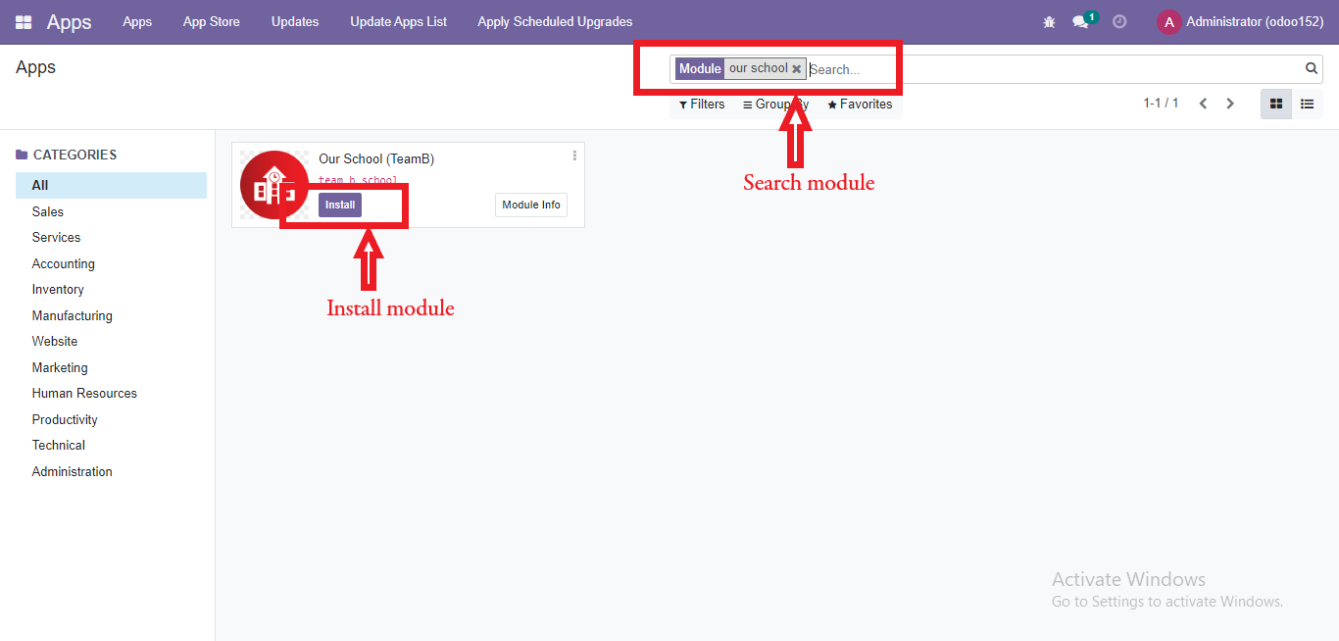 Apps Apps App Store Updates Update Apps List Apply Scheduled Upgrades 1 A Administrator (odoo152)
Apps
Module our school Search...
Filters Group By Favorites 1-1 / 1
CATEGORIES
All
Sales
Services
Accounting
Inventory
Manufacturing
Website
Marketing
Human Resources
Productivity
Technical
Administration
Our School (TeamB)
team_b_school
Install Module Info
Search module
Install module
Activate Windows
Go to Settings to activate Windows.